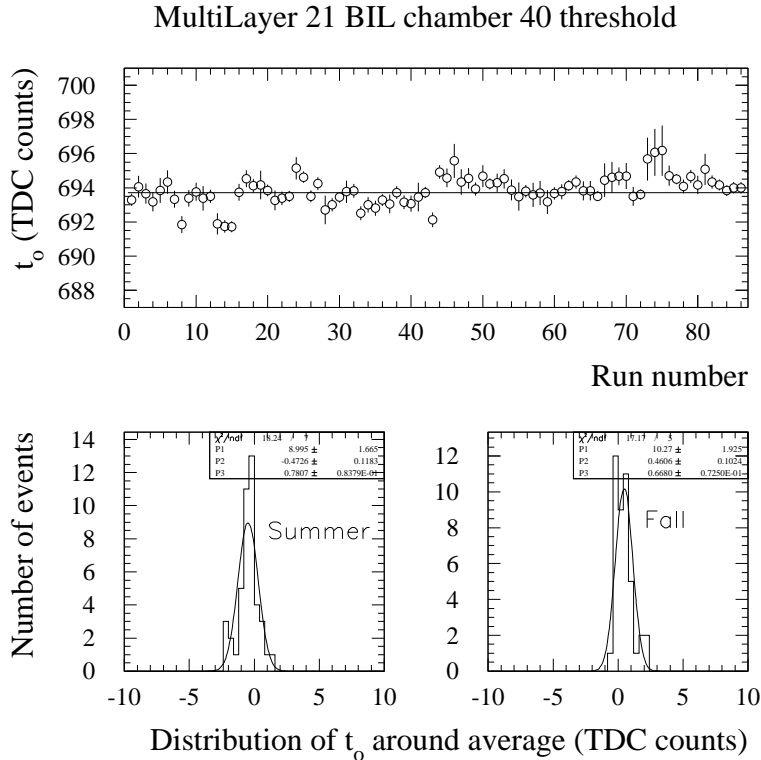 MultiLayer 21 BIL chamber 40 threshold
t₀ (TDC counts)
700
698
696
694
692
690
688
0 10 20 30 40 50 60 70 80
Run number
Number of events
14
12
10
8
6
4
2
0
χ²/ndf 18.24 / 7
P1 8.995 ± 1.665
P2 -0.4726 ± 0.1183
P3 0.7807 ± 0.8379E-01
Summer
-10 -5 0 5 10
12
10
8
6
4
2
0
χ²/ndf 17.17 / 5
P1 10.27 ± 1.925
P2 0.4606 ± 0.1024
P3 0.6680 ± 0.7250E-01
Fall
-10 -5 0 5 10
Distribution of t₀ around average (TDC counts)